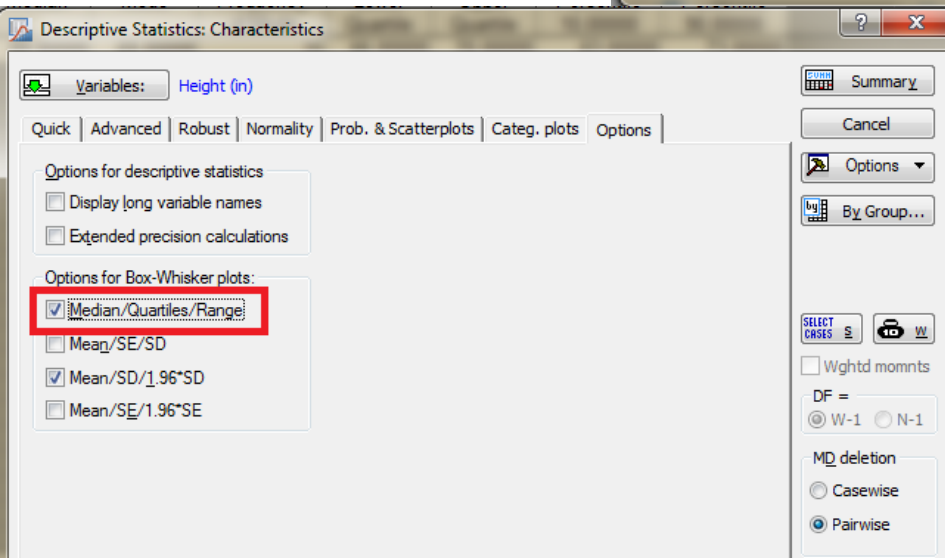 Descriptive Statistics: Characteristics
Variables: Height (in)
Quick Advanced Robust Normality Prob. & Scatterplots Categ. plots Options
Options for descriptive statistics
Display long variable names
Extended precision calculations
Options for Box-Whisker plots:
Median/Quartiles/Range
Mean/SE/SD
Mean/SD/1.96*SD
Mean/SE/1.96*SE
Summary
Cancel
Options
By Group...
SELECT CASES S W
Wghtd momnts
DF =
W-1 N-1
MD deletion
Casewise
Pairwise